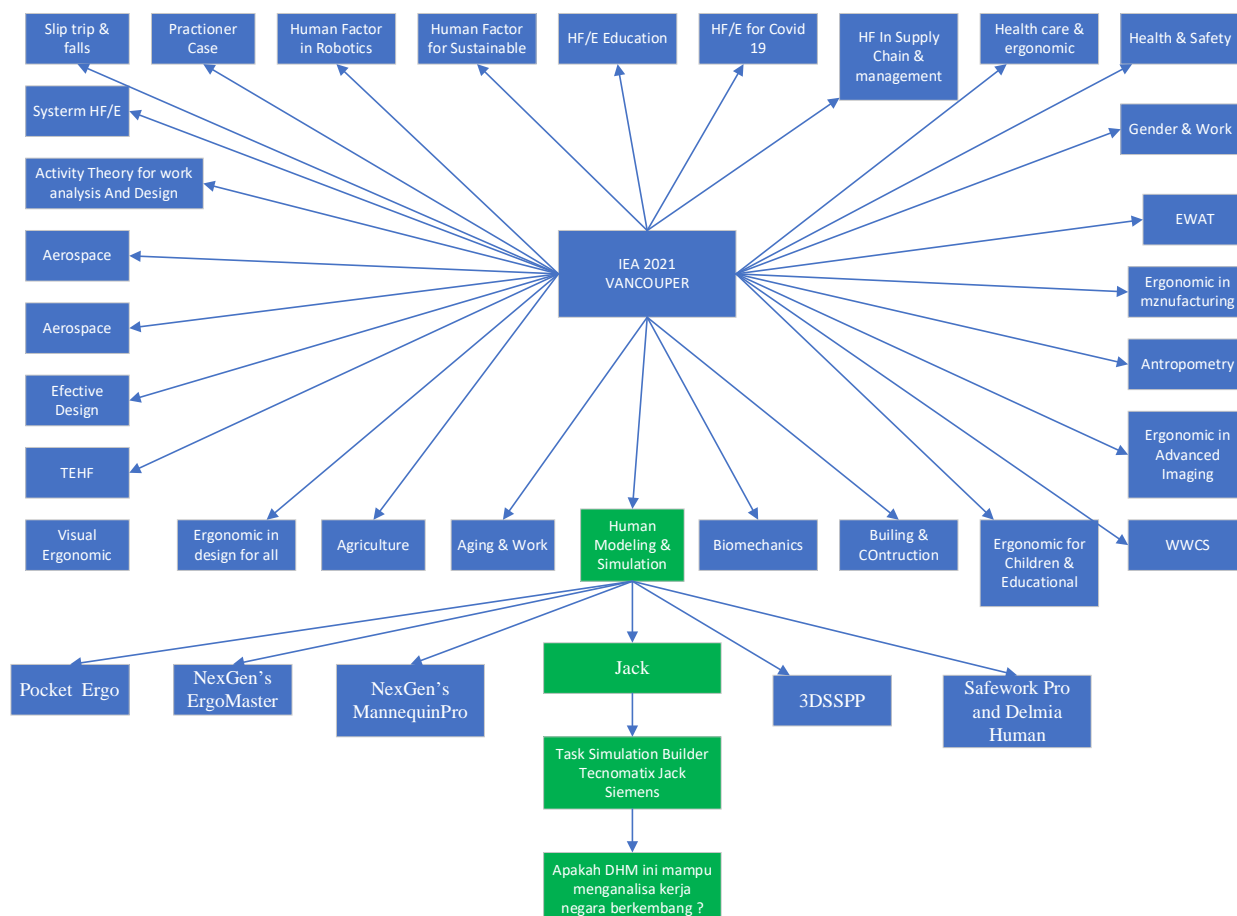 Slip trip &
falls
Practioner
Case
Human Factor
in Robotics
Human Factor
for Sustainable
HF/E Education
HF/E for Covid
19
HF In Supply
Chain &
management
Health care &
ergonomic
Health & Safety
Systerm HF/E
Gender & Work
Activity Theory for work
analysis And Design
EWAT
Aerospace
IEA 2021
VANCOUPER
Ergonomic in
mznufacturing
Aerospace
Antropometry
Efective
Design
Ergonomic in
Advanced
Imaging
TEHF
Visual
Ergonomic
Ergonomic in
design for all
Agriculture
Aging & Work
Human
Modeling &
Simulation
Biomechanics
Builing &
COntruction
Ergonomic for
Children &
Educational
WWCS
Pocket Ergo
NexGen's
ErgoMaster
NexGen's
MannequinPro
Jack
3DSSPP
Safework Pro
and Delmia
Human
Task Simulation Builder
Tecnomatix Jack
Siemens
Apakah DHM ini mampu
menganalisa kerja
negara berkembang ?